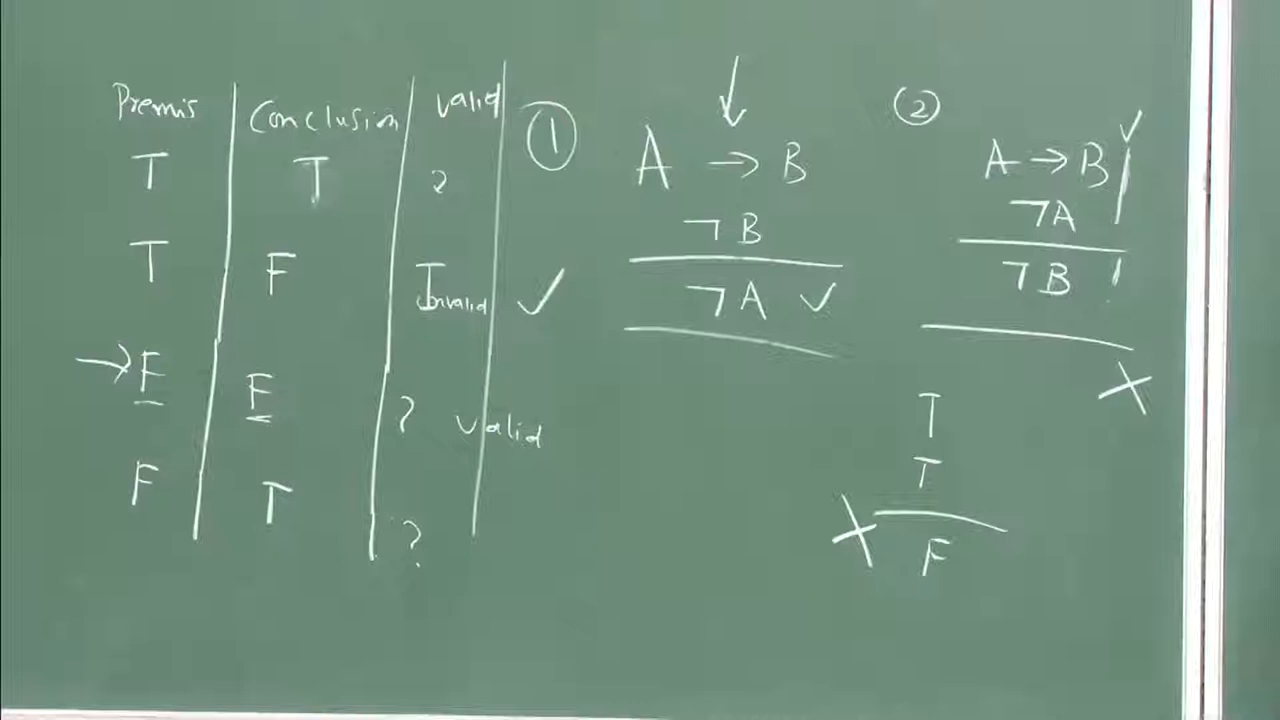 Premis Conclusion valid
T T ?
T F Invalid ✓
→ F F ? valid
F T ?
①
A → B
¬B
¬A ✓
②
A → B ✓
¬A
¬B !
X
T
T
X F